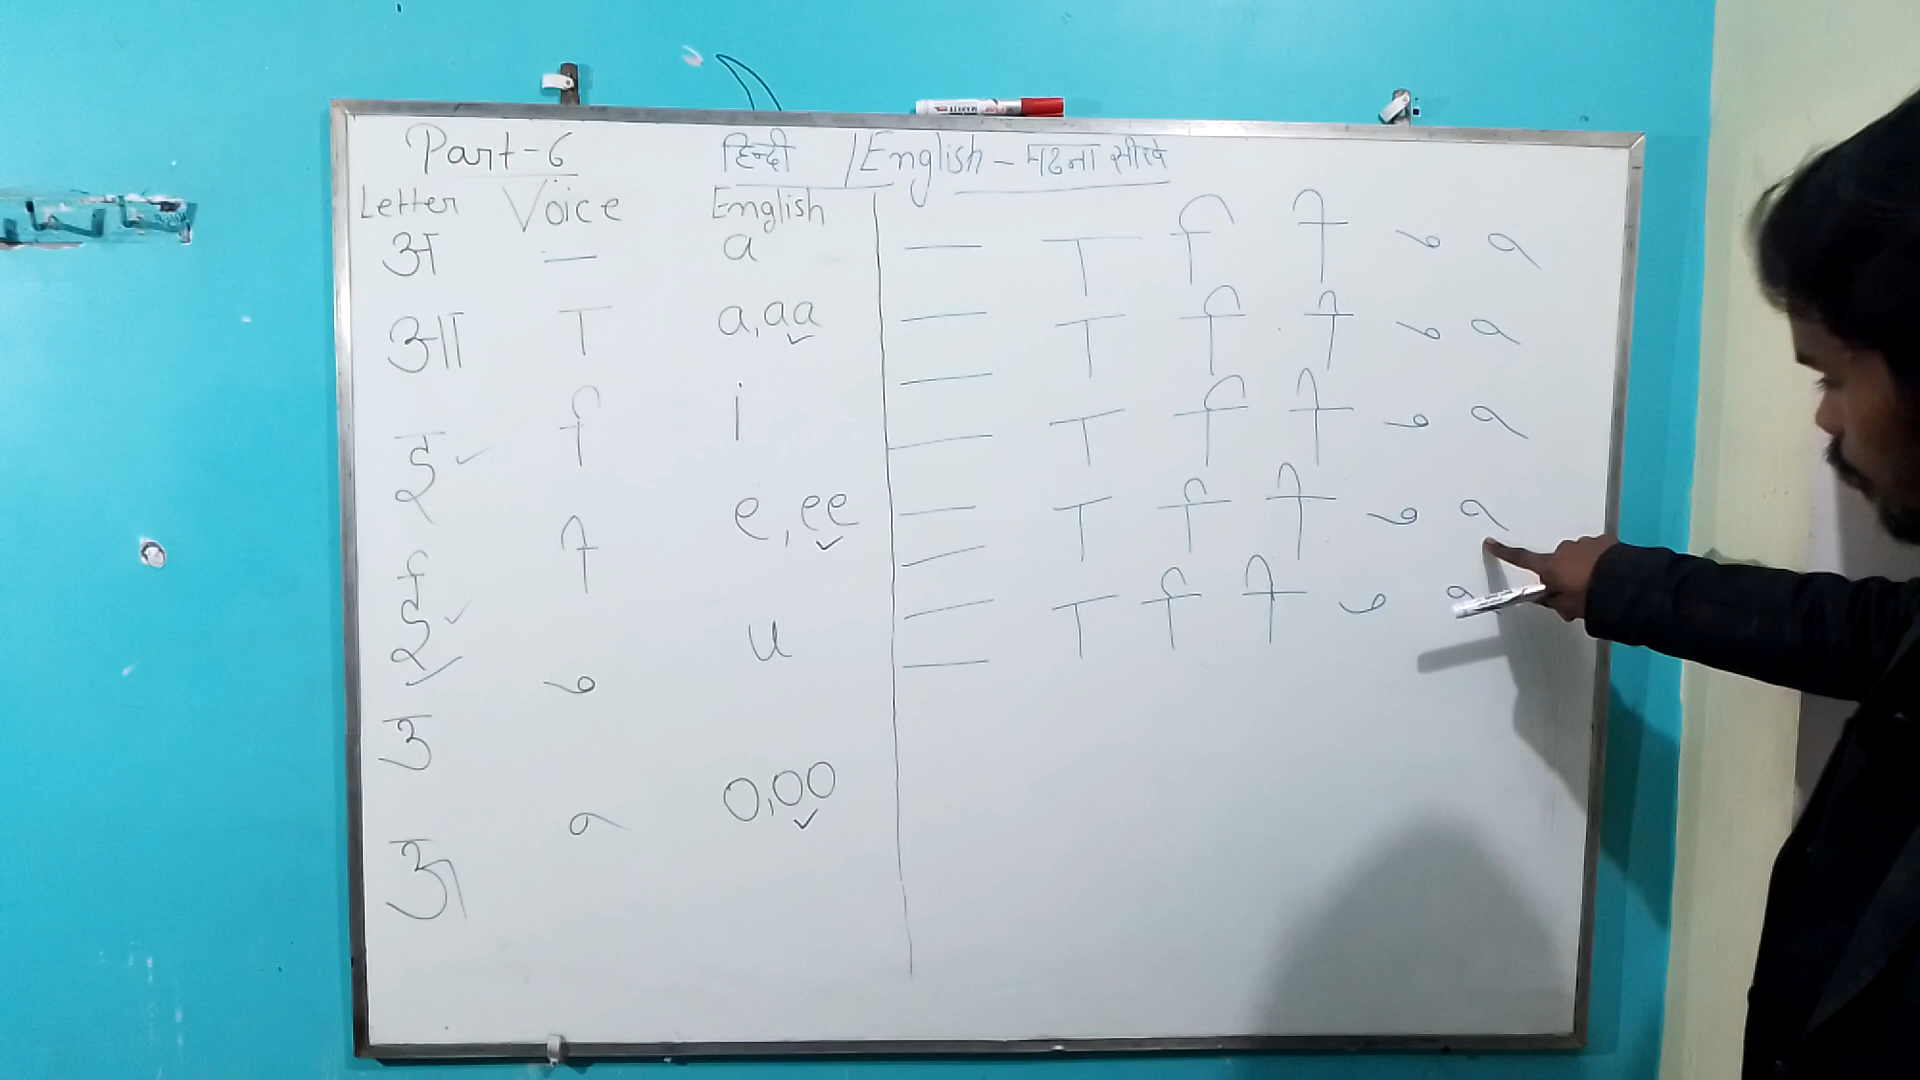 Part-6 हिन्दी / English - पढना सीखे
Letter Voice English
अ — a
आ ा a, aa
इ ि i
ई ी e, ee
उ ु u
ऊ ू o, oo
— ा ि ी ु ू
— ा ि ी ु ू
—
— ा ि ी ु ू
— ा ि ी ु ू
—
— ा ि ी ु ू
—